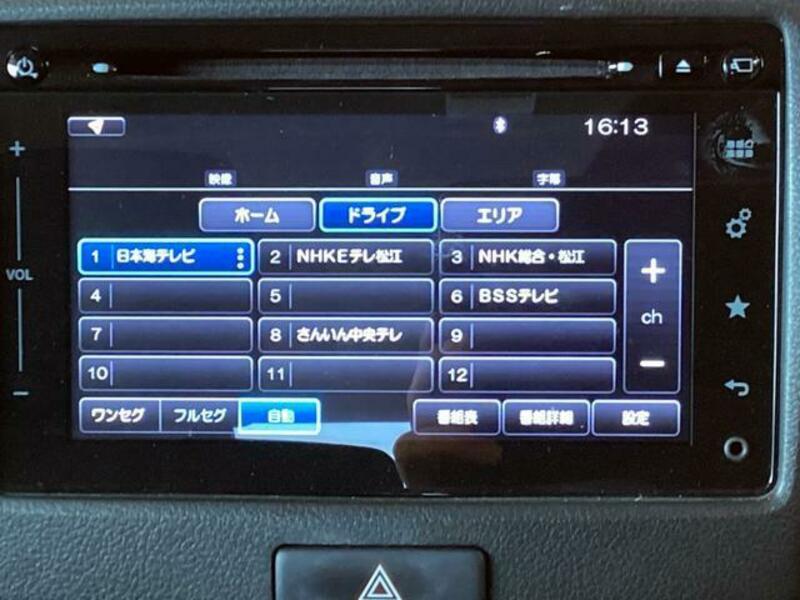 16:13
映像 音声 字幕
ホーム ドライブ エリア
1 日本海テレビ 2 NHKEテレ松江 3 NHK総合・松江
4 5 6 BSSテレビ
7 8 さんいん中央テレ 9
10 11 12
ワンセグ フルセグ 自動 番組表 番組詳細 設定
+
ch
−
+
VOL
−